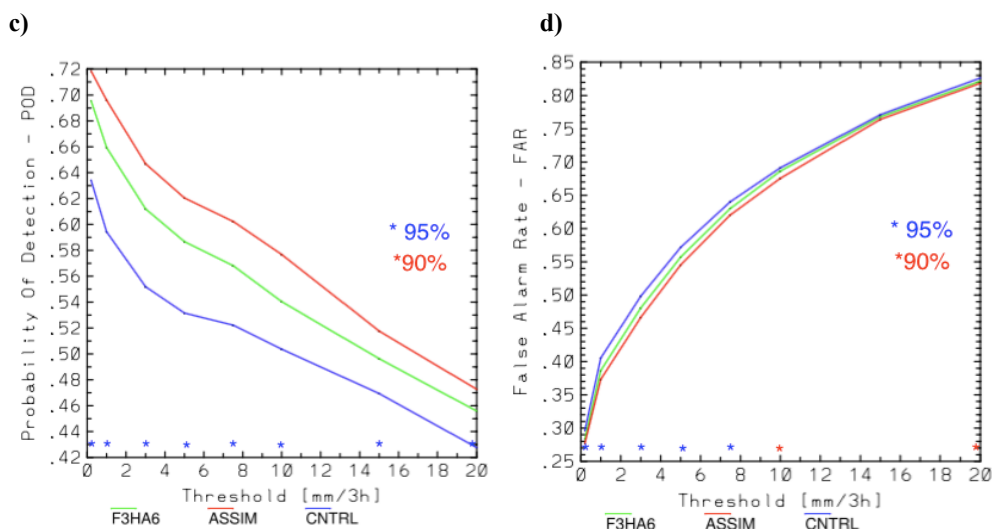 c)
.72
.70
.68
.66
.64
.62
.60
.58
.56
.54
.52
.50
.48
.46
.44
.42
Probability Of Detection - POD
* 95%
*90%
* * * * * * * *
0 2 4 6 8 10 12 14 16 18 20
Threshold [mm/3h]
F3HA6 ASSIM CNTRL
d)
.85
.80
.75
.70
.65
.60
.55
.50
.45
.40
.35
.30
.25
False Alarm Rate - FAR
* 95%
*90%
* * * * * * *
0 2 4 6 8 10 12 14 16 18 20
Threshold [mm/3h]
F3HA6 ASSIM CNTRL